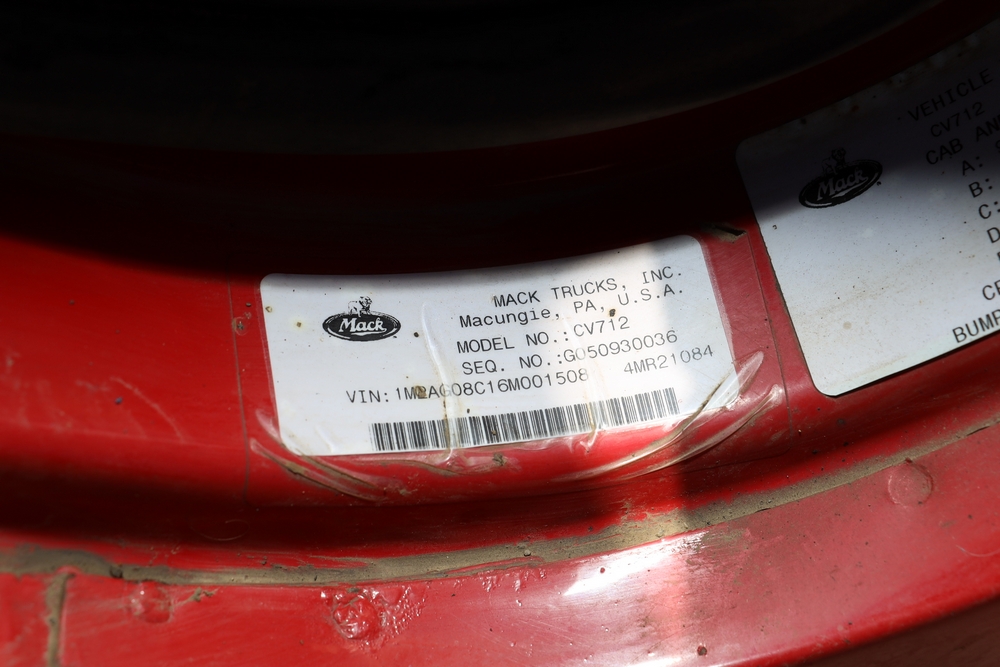 Mack
MACK TRUCKS, INC.
Macungie, PA, U.S.A.
MODEL NO.:CV712
SEQ. NO.:G050930036
VIN:1M2AG08C16M001508 4MR21084
Mack
VEHICLE
CV712
CAB AN
A:
B:
C:
D
BUMP